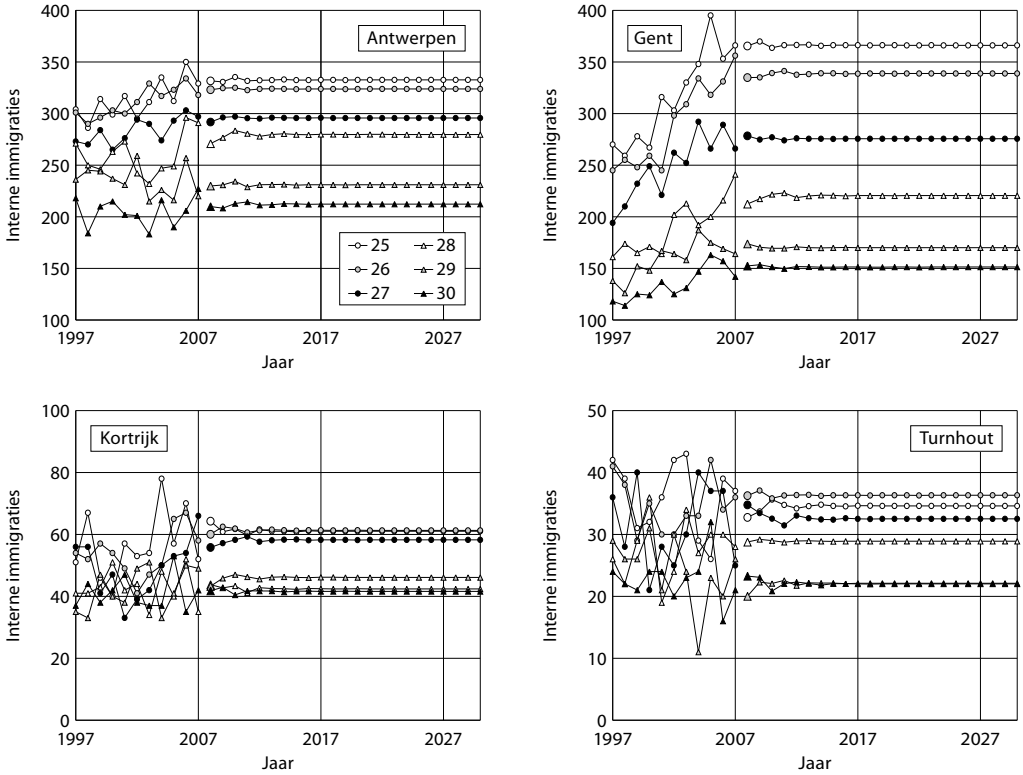 Antwerpen
Interne immigraties
400
350
300
250
200
150
100
25 28
26 29
27 30
1997 2007 2017 2027
Jaar
Gent
Interne immigraties
400
350
300
250
200
150
100
1997 2007 2017 2027
Jaar
Kortrijk
Interne immigraties
100
80
60
40
20
0
1997 2007 2017 2027
Jaar
Turnhout
Interne immigraties
50
40
30
20
10
0
1997 2007 2017 2027
Jaar